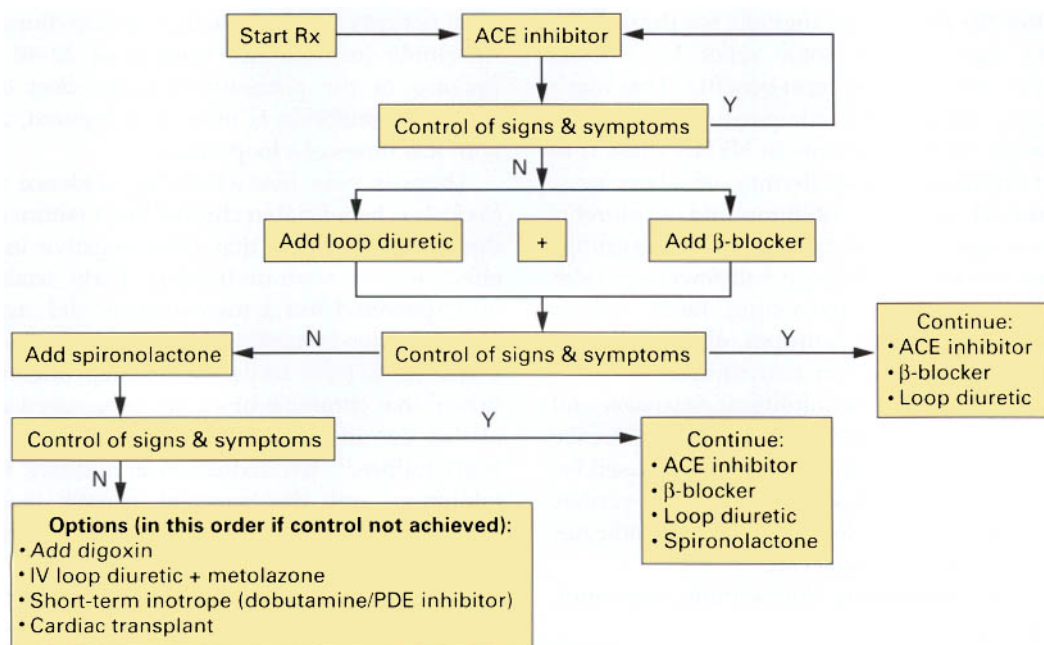 Start Rx
ACE inhibitor
Control of signs & symptoms
Y
N
Add loop diuretic
+
Add β-blocker
Control of signs & symptoms
N
Y
Add spironolactone
Continue:
• ACE inhibitor
• β-blocker
• Loop diuretic
Control of signs & symptoms
Y
N
Continue:
• ACE inhibitor
• β-blocker
• Loop diuretic
• Spironolactone
Options (in this order if control not achieved):
• Add digoxin
• IV loop diuretic + metolazone
• Short-term inotrope (dobutamine/PDE inhibitor)
• Cardiac transplant